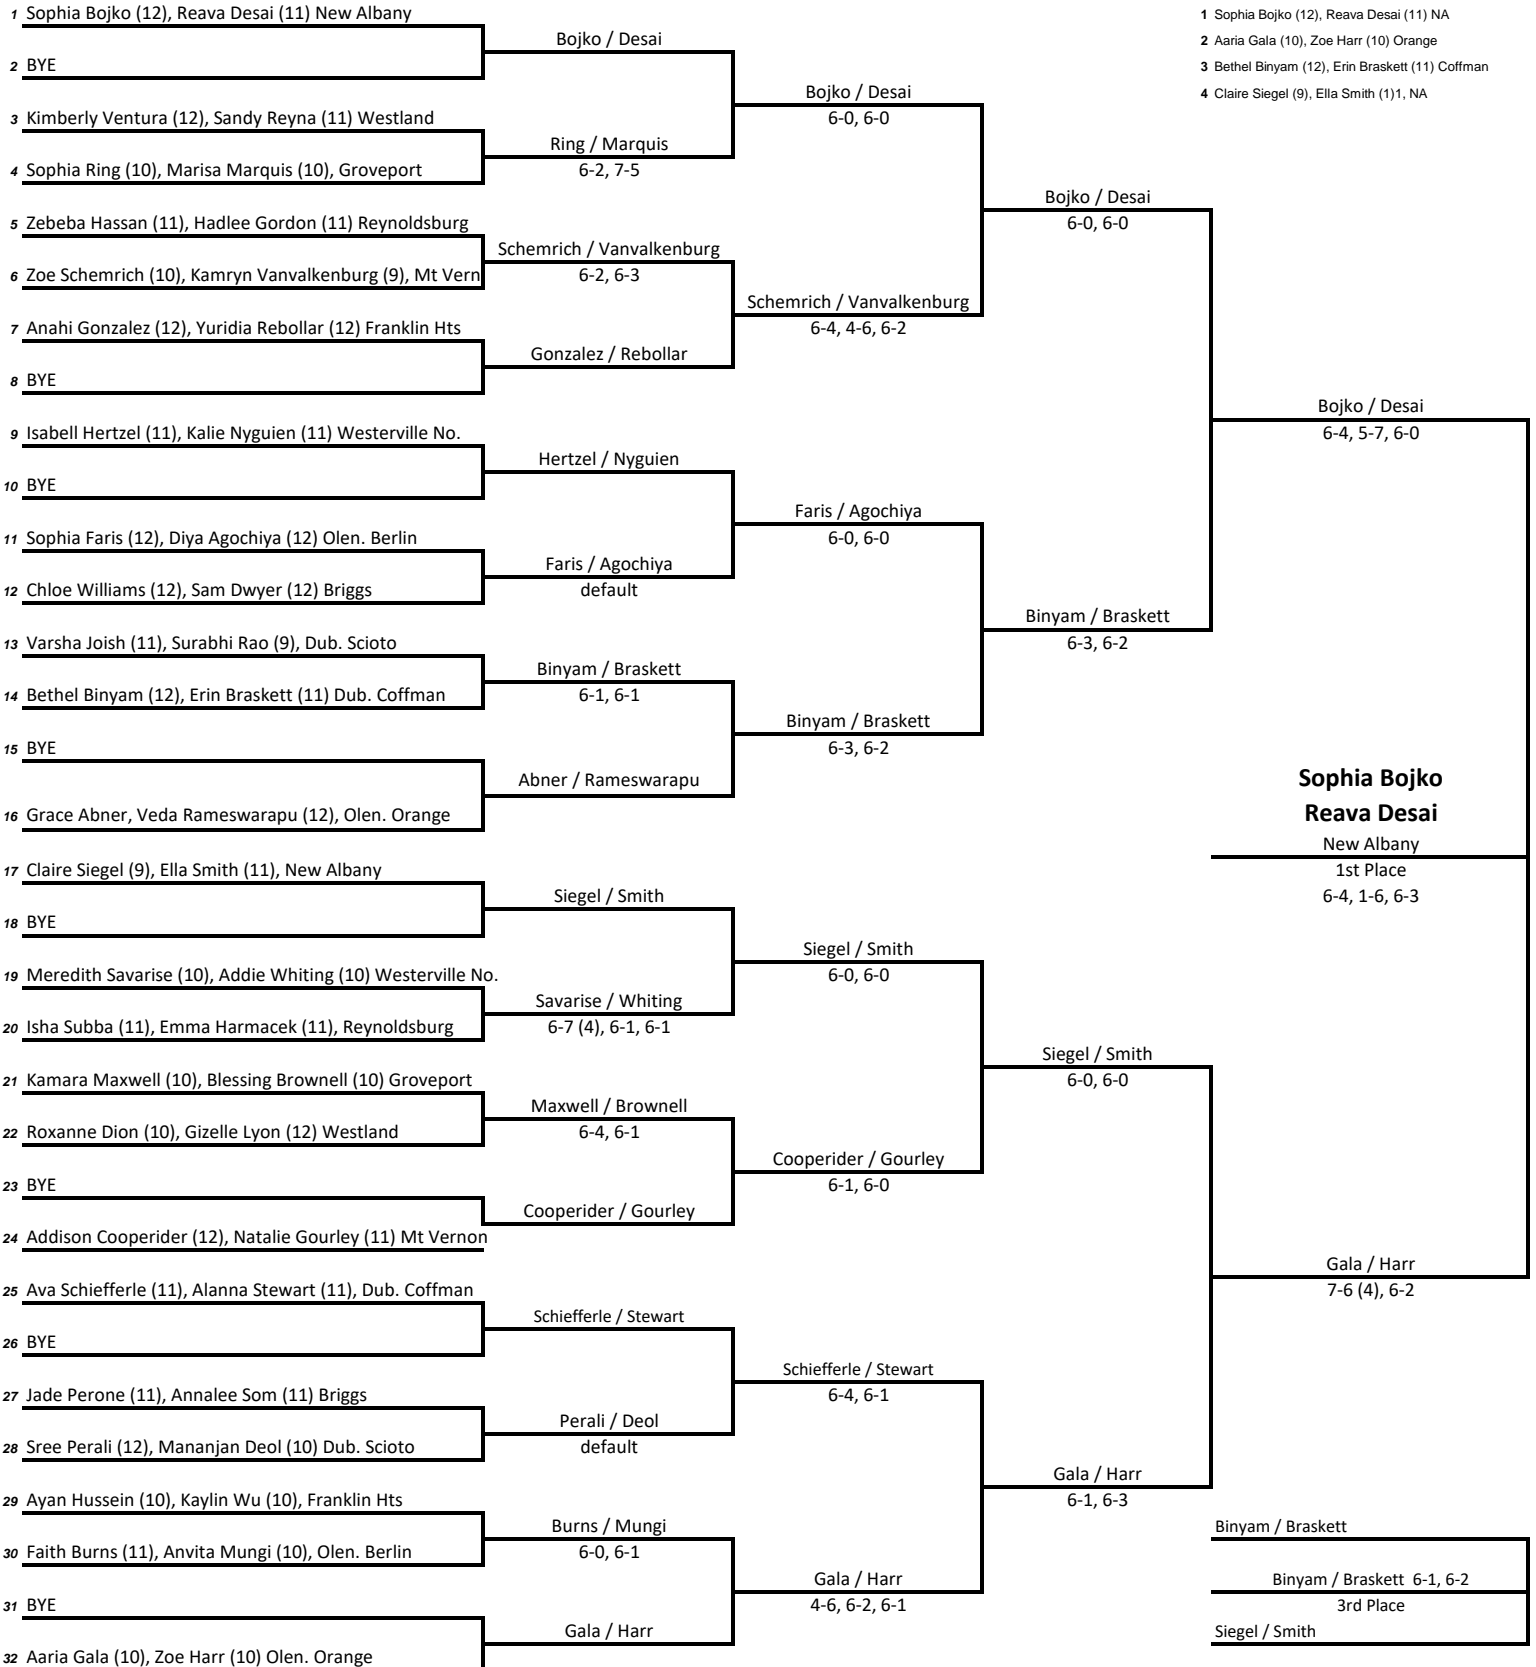 1 Sophia Bojko (12), Reava Desai (11) New Albany
2 BYE
3 Kimberly Ventura (12), Sandy Reyna (11) Westland
4 Sophia Ring (10), Marisa Marquis (10), Groveport
5 Zebeba Hassan (11), Hadlee Gordon (11) Reynoldsburg
6 Zoe Schemrich (10), Kamryn Vanvalkenburg (9), Mt Vern
7 Anahi Gonzalez (12), Yuridia Rebollar (12) Franklin Hts
8 BYE
9 Isabell Hertzel (11), Kalie Nyguien (11) Westerville No.
10 BYE
11 Sophia Faris (12), Diya Agochiya (12) Olen. Berlin
12 Chloe Williams (12), Sam Dwyer (12) Briggs
13 Varsha Joish (11), Surabhi Rao (9), Dub. Scioto
14 Bethel Binyam (12), Erin Braskett (11) Dub. Coffman
15 BYE
16 Grace Abner, Veda Rameswarapu (12), Olen. Orange
17 Claire Siegel (9), Ella Smith (11), New Albany
18 BYE
19 Meredith Savarise (10), Addie Whiting (10) Westerville No.
20 Isha Subba (11), Emma Harmacek (11), Reynoldsburg
21 Kamara Maxwell (10), Blessing Brownell (10) Groveport
22 Roxanne Dion (10), Gizelle Lyon (12) Westland
23 BYE
24 Addison Cooperider (12), Natalie Gourley (11) Mt Vernon
25 Ava Schiefferle (11), Alanna Stewart (11), Dub. Coffman
26 BYE
27 Jade Perone (11), Annalee Som (11) Briggs
28 Sree Perali (12), Mananjan Deol (10) Dub. Scioto
29 Ayan Hussein (10), Kaylin Wu (10), Franklin Hts
30 Faith Burns (11), Anvita Mungi (10), Olen. Berlin
31 BYE
32 Aaria Gala (10), Zoe Harr (10) Olen. Orange
Bojko / Desai
Ring / Marquis
6-2, 7-5
Schemrich / Vanvalkenburg
6-2, 6-3
Gonzalez / Rebollar
Hertzel / Nyguien
Faris / Agochiya
default
Binyam / Braskett
6-1, 6-1
Abner / Rameswarapu
Siegel / Smith
Savarise / Whiting
6-7 (4), 6-1, 6-1
Maxwell / Brownell
6-4, 6-1
Cooperider / Gourley
Schiefferle / Stewart
Perali / Deol
default
Burns / Mungi
6-0, 6-1
Gala / Harr
Bojko / Desai
6-0, 6-0
Schemrich / Vanvalkenburg
6-4, 4-6, 6-2
Faris / Agochiya
6-0, 6-0
Binyam / Braskett
6-3, 6-2
Siegel / Smith
6-0, 6-0
Cooperider / Gourley
6-1, 6-0
Schiefferle / Stewart
6-4, 6-1
Gala / Harr
4-6, 6-2, 6-1
Bojko / Desai
6-0, 6-0
Binyam / Braskett
6-3, 6-2
Siegel / Smith
6-0, 6-0
Gala / Harr
6-1, 6-3
1 Sophia Bojko (12), Reava Desai (11) NA
2 Aaria Gala (10), Zoe Harr (10) Orange
3 Bethel Binyam (12), Erin Braskett (11) Coffman
4 Claire Siegel (9), Ella Smith (1)1, NA
Bojko / Desai
6-4, 5-7, 6-0
Sophia Bojko
Reava Desai
New Albany
1st Place
6-4, 1-6, 6-3
Gala / Harr
7-6 (4), 6-2
Binyam / Braskett
Binyam / Braskett 6-1, 6-2
3rd Place
Siegel / Smith